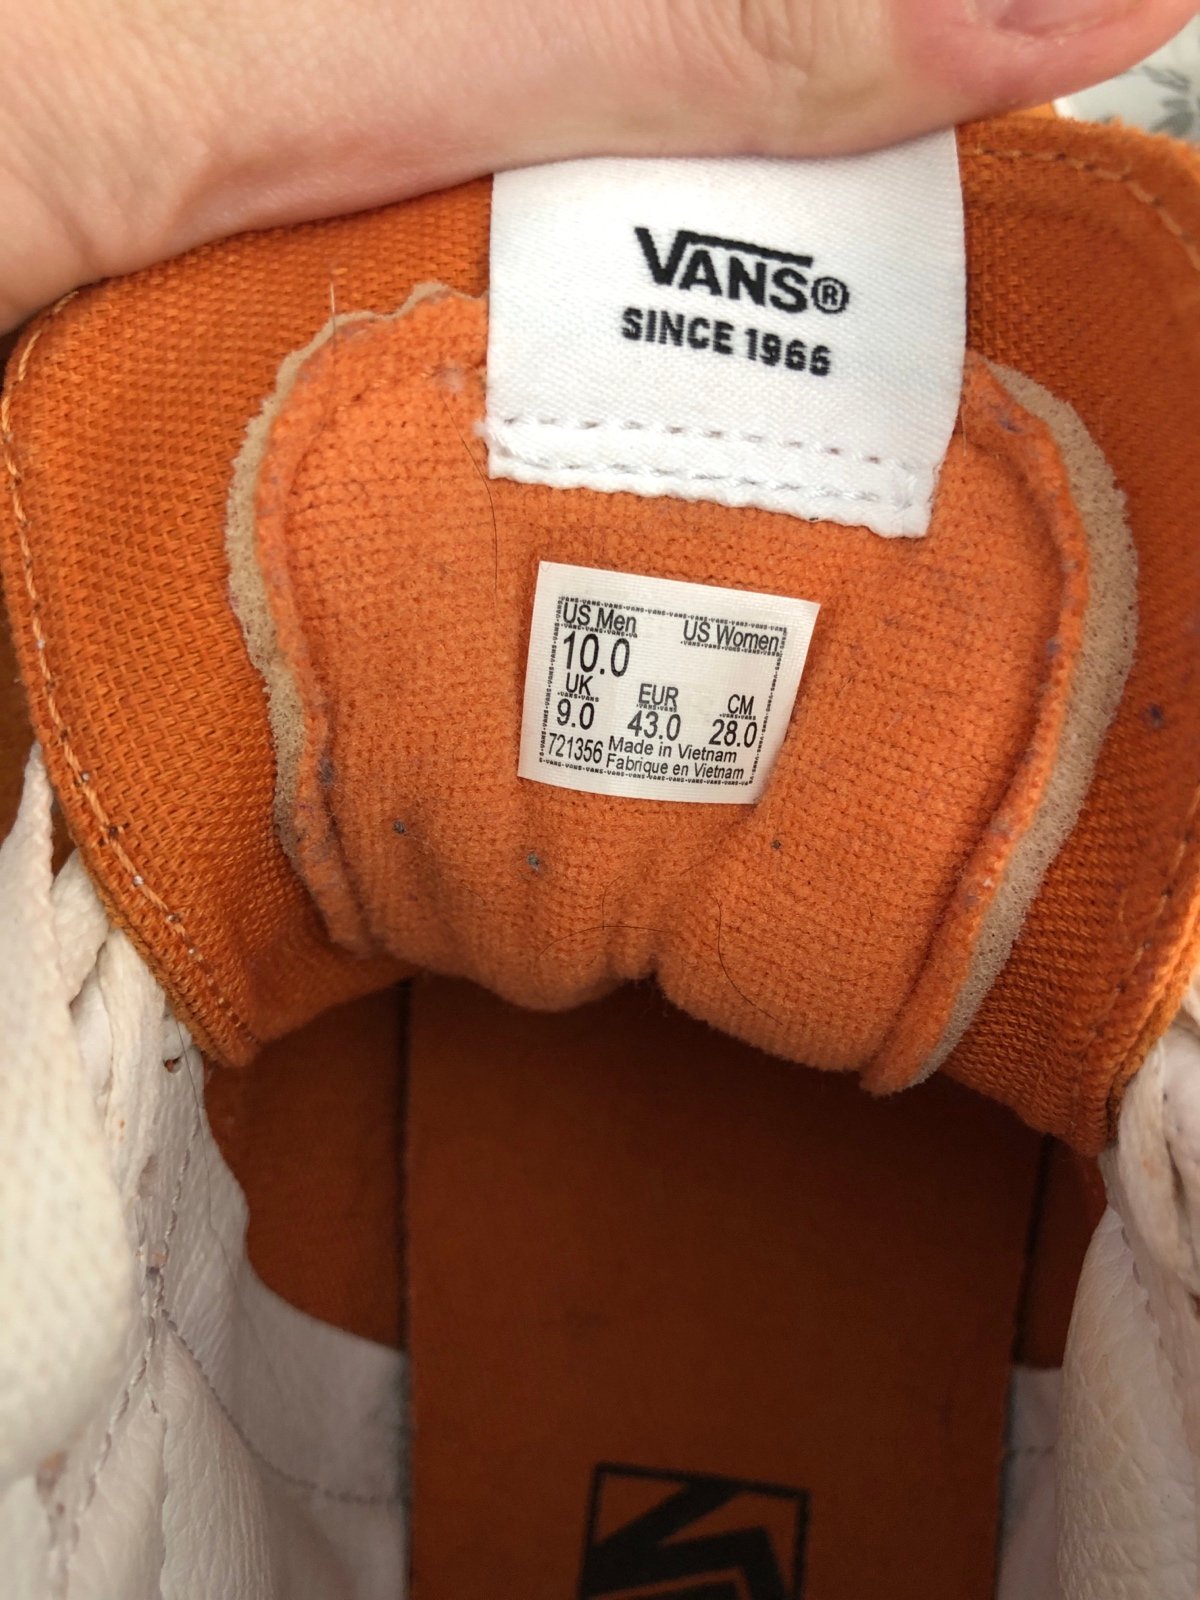 VANS®
SINCE 1966
US Men US Women
10.0
UK EUR CM
9.0 43.0 28.0
721356 Made in Vietnam
Fabriqué en Vietnam